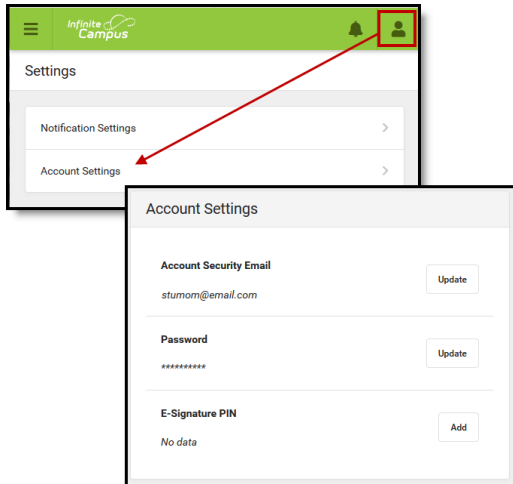 Infinite
Campus
Settings
Notification Settings
Account Settings
Account Settings
Account Security Email
Update
stumom@email.com
Password
Update
**********
E-Signature PIN
Add
No data